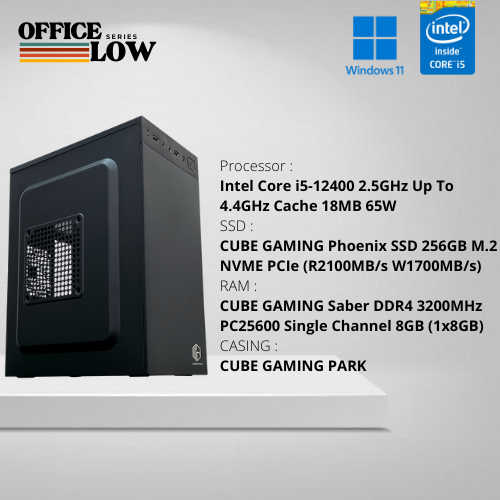 OFFICE
SERIES
LOW
Windows 11
intel
inside™
CORE™ i5
Processor :
Intel Core i5-12400 2.5GHz Up To
4.4GHz Cache 18MB 65W
SSD :
CUBE GAMING Phoenix SSD 256GB M.2
NVME PCIe (R2100MB/s W1700MB/s)
RAM :
CUBE GAMING Saber DDR4 3200MHz
PC25600 Single Channel 8GB (1x8GB)
CASING :
CUBE GAMING PARK